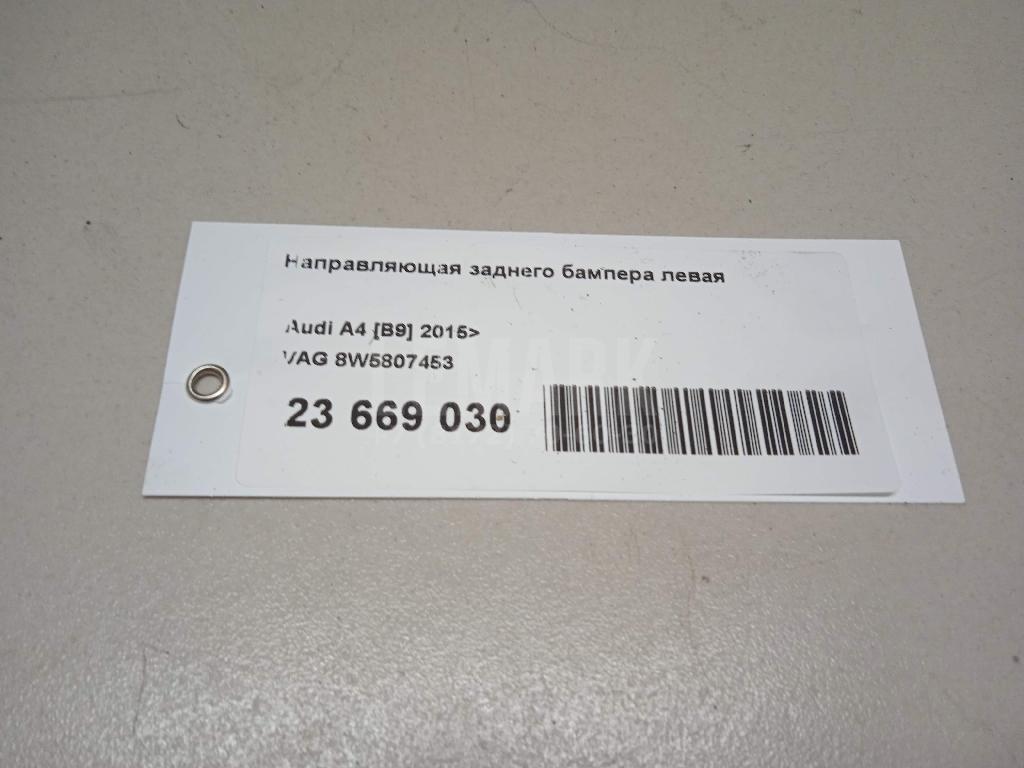 Направляющая заднего бампера левая
Audi A4 [B9] 2015>
VAG 8W5807453
23 669 030